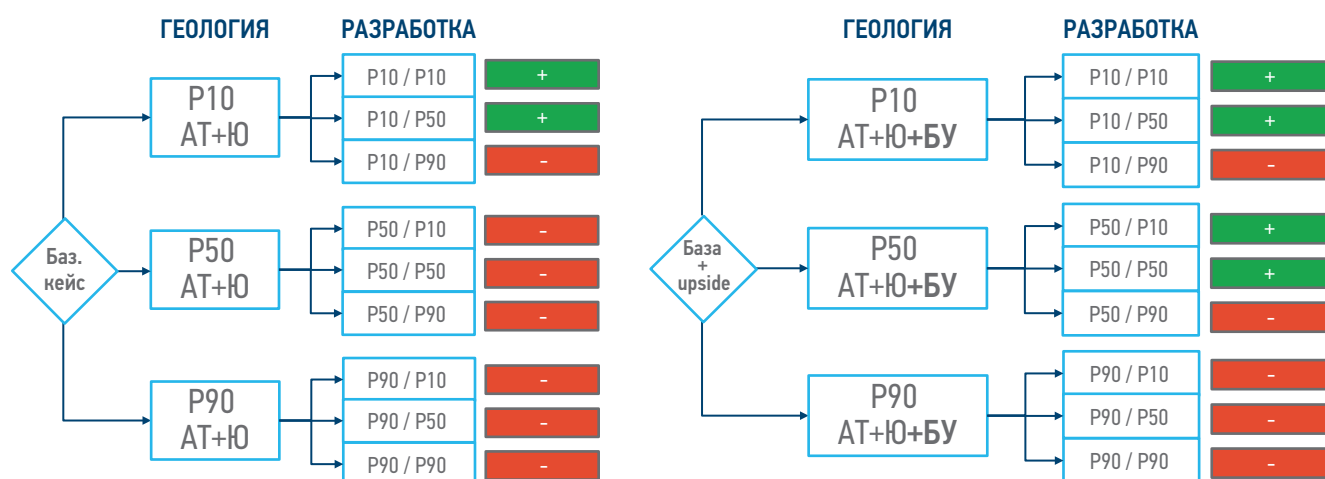 ГЕОЛОГИЯ
РАЗРАБОТКА
Баз.
кейс
P10
АТ+Ю
P10 / P10
+
P10 / P50
+
P10 / P90
-
P50
АТ+Ю
P50 / P10
-
P50 / P50
-
P50 / P90
-
P90
АТ+Ю
P90 / P10
-
P90 / P50
-
P90 / P90
-
ГЕОЛОГИЯ
РАЗРАБОТКА
База
+
upside
P10
АТ+Ю+БУ
P10 / P10
+
P10 / P50
+
P10 / P90
-
P50
АТ+Ю+БУ
P50 / P10
+
P50 / P50
+
P50 / P90
-
P90
АТ+Ю+БУ
P90 / P10
-
P90 / P50
-
P90 / P90
-